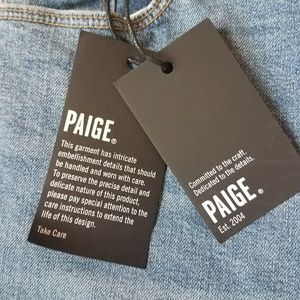 PAIGE®
This garment has intricate
embellishment details that should
be handled and worn with care.
To preserve the precise detail and
delicate nature of this product,
please pay special attention to the
care instructions to extend the
life of this design.
Take Care
Committed to the craft.
Dedicated to the details.
PAIGE®
Est. 2004